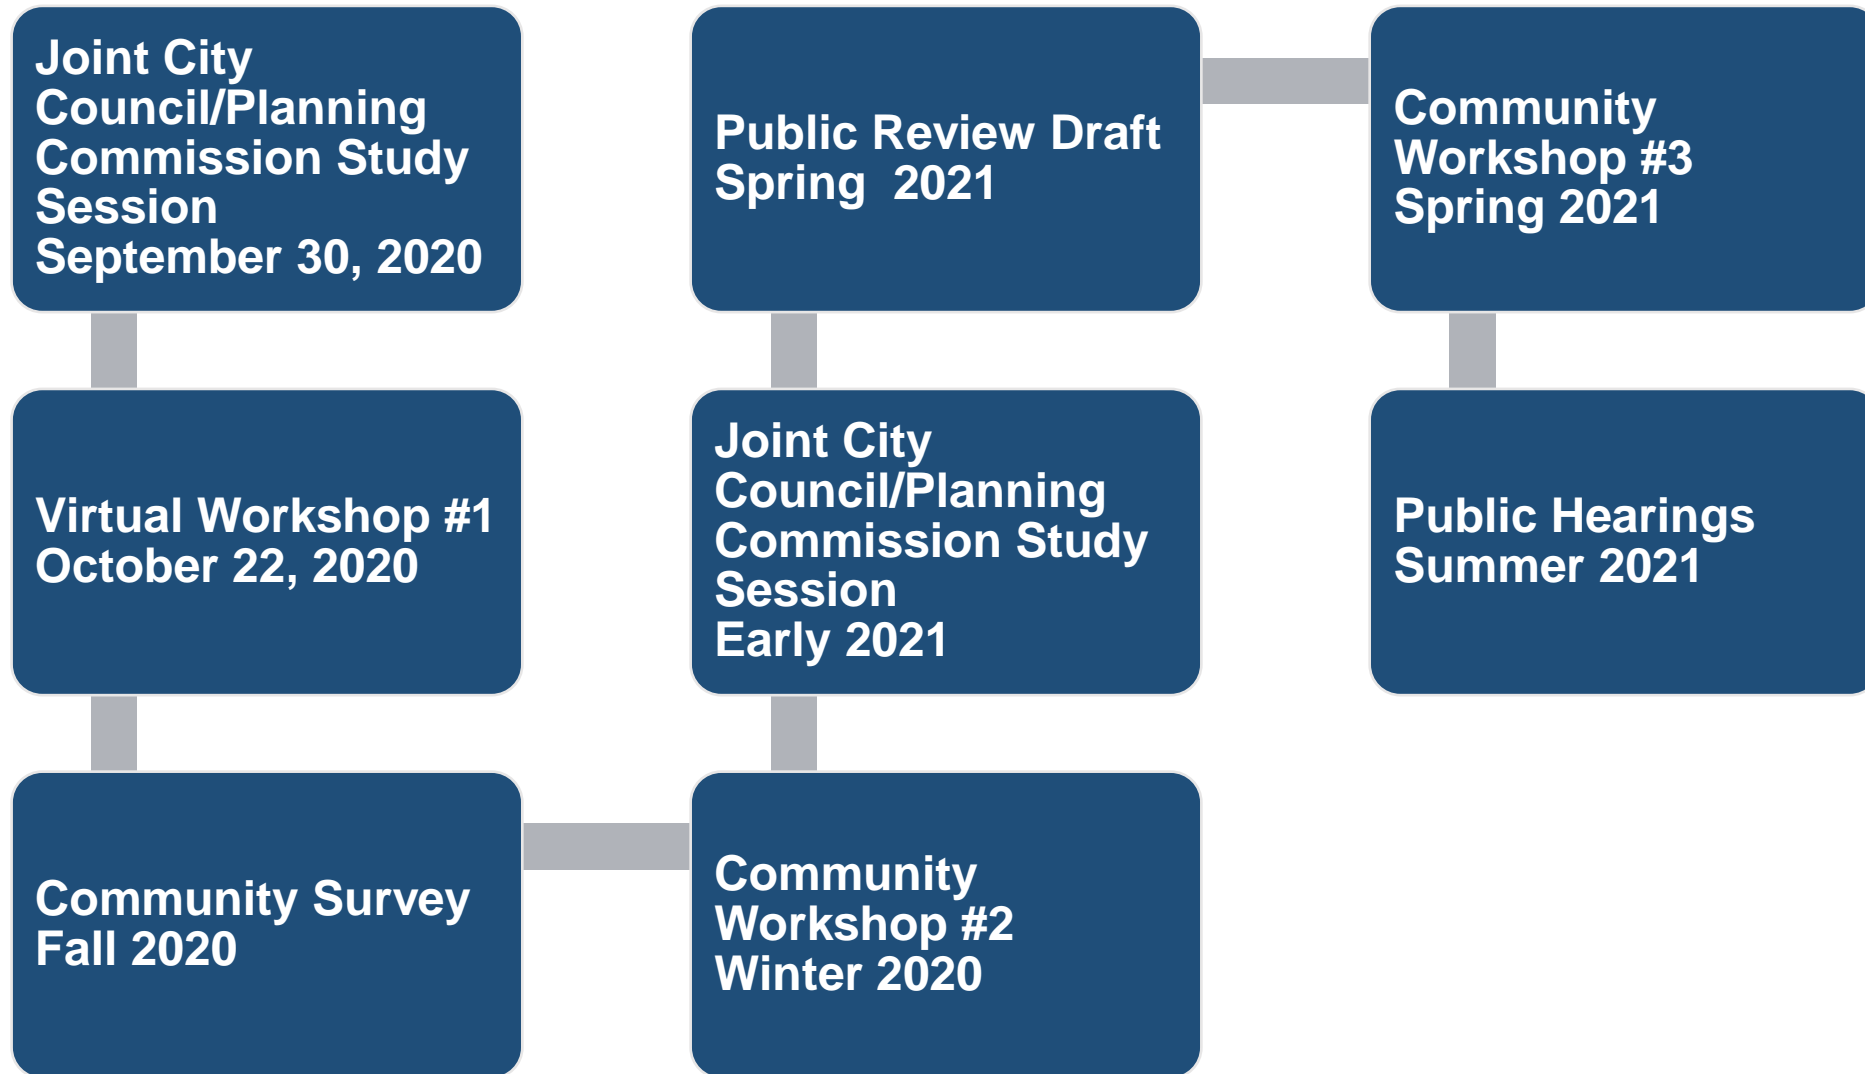 Joint City
Council/Planning
Commission Study
Session
September 30, 2020
Virtual Workshop #1
October 22, 2020
Community Survey
Fall 2020
Community
Workshop #2
Winter 2020
Joint City
Council/Planning
Commission Study
Session
Early 2021
Public Review Draft
Spring  2021
Community
Workshop #3
Spring 2021
Public Hearings
Summer 2021